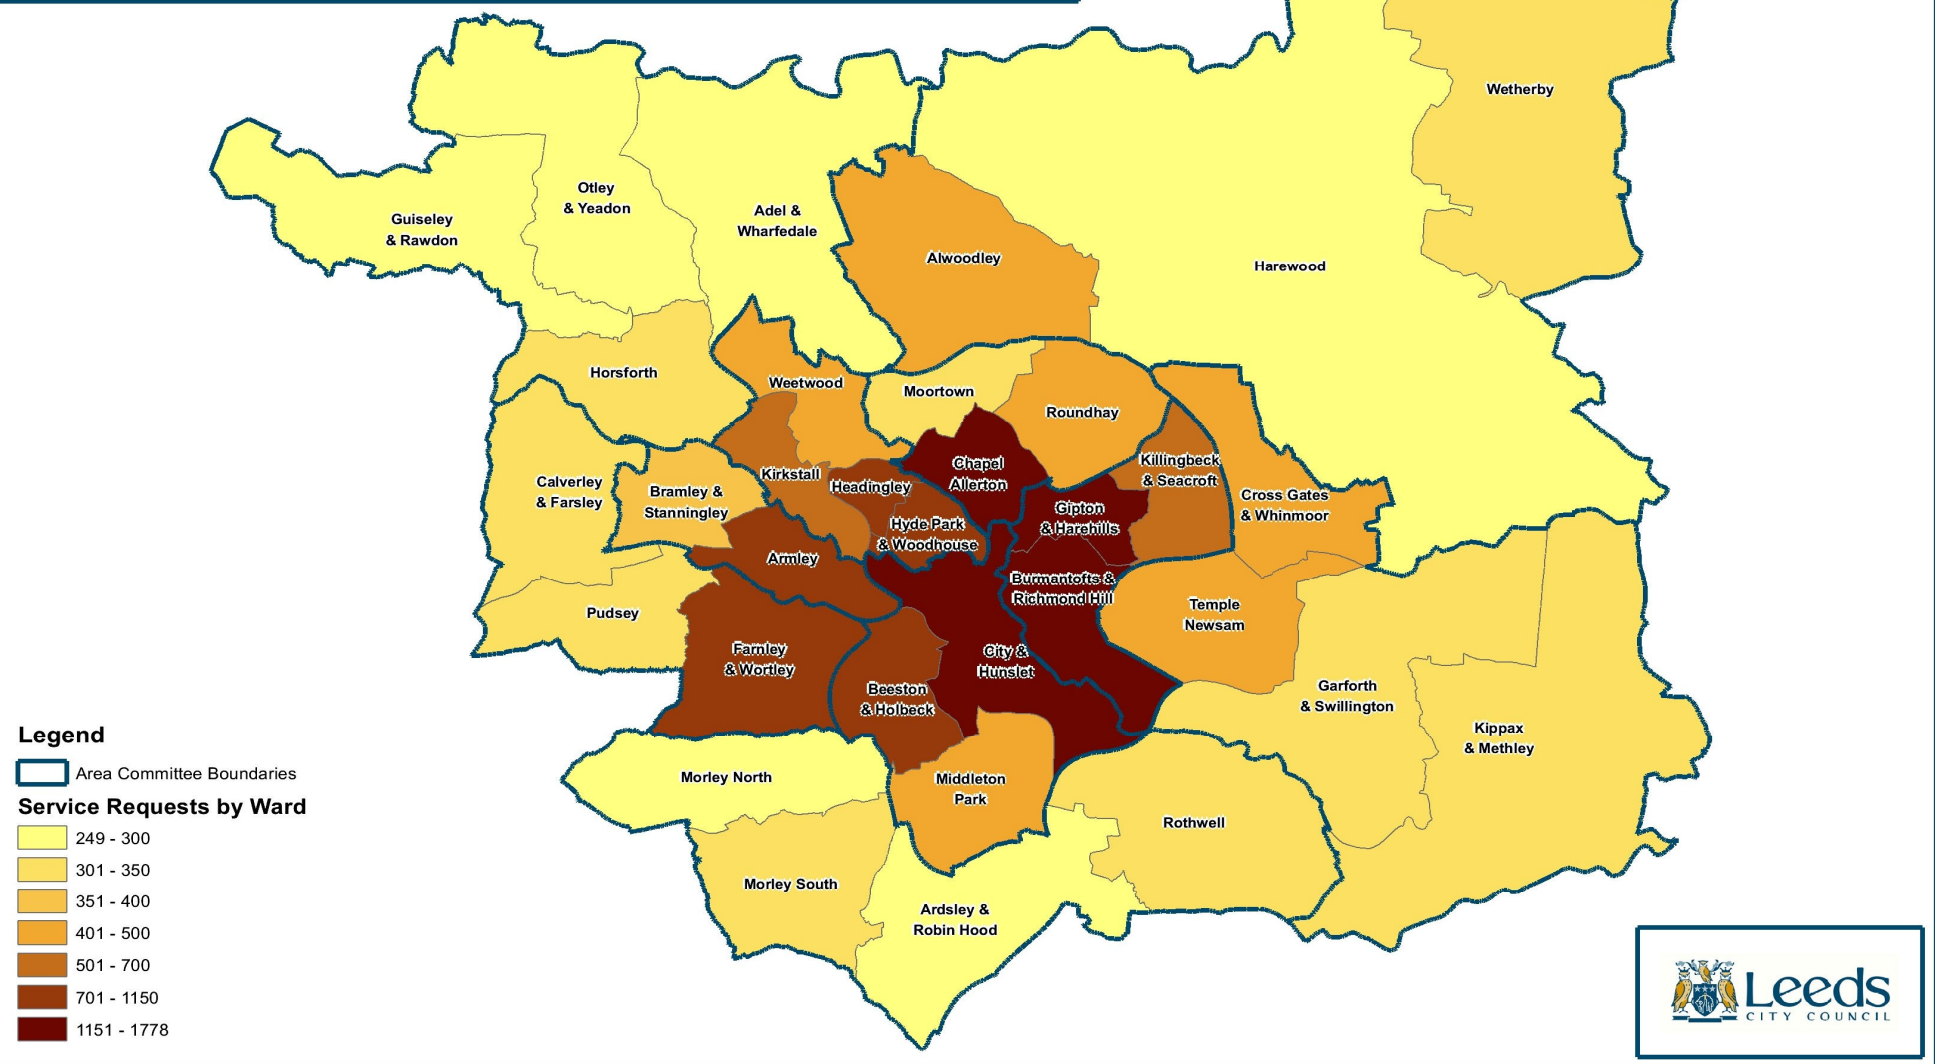 Wetherby
Otley
& Yeadon
Guiseley
& Rawdon
Adel &
Wharfedale
Alwoodley
Harewood
Horsforth
Weetwood
Moortown
Roundhay
Calverley
& Farsley
Bramley &
Stanningley
Kirkstall
Headingley
Chapel
Allerton
Killingbeck
& Seacroft
Cross Gates
& Whinmoor
Gipton
& Harehills
Hyde Park
& Woodhouse
Armley
Burmantofts &
Richmond Hill
Pudsey
Temple
Newsam
Farnley
& Wortley
City &
Hunslet
Beeston
& Holbeck
Garforth
& Swillington
Kippax
& Methley
Morley North
Middleton
Park
Rothwell
Morley South
Ardsley &
Robin Hood
Legend
Area Committee Boundaries
Service Requests by Ward
249 - 300
301 - 350
351 - 400
401 - 500
501 - 700
701 - 1150
1151 - 1778
Leeds
CITY COUNCIL